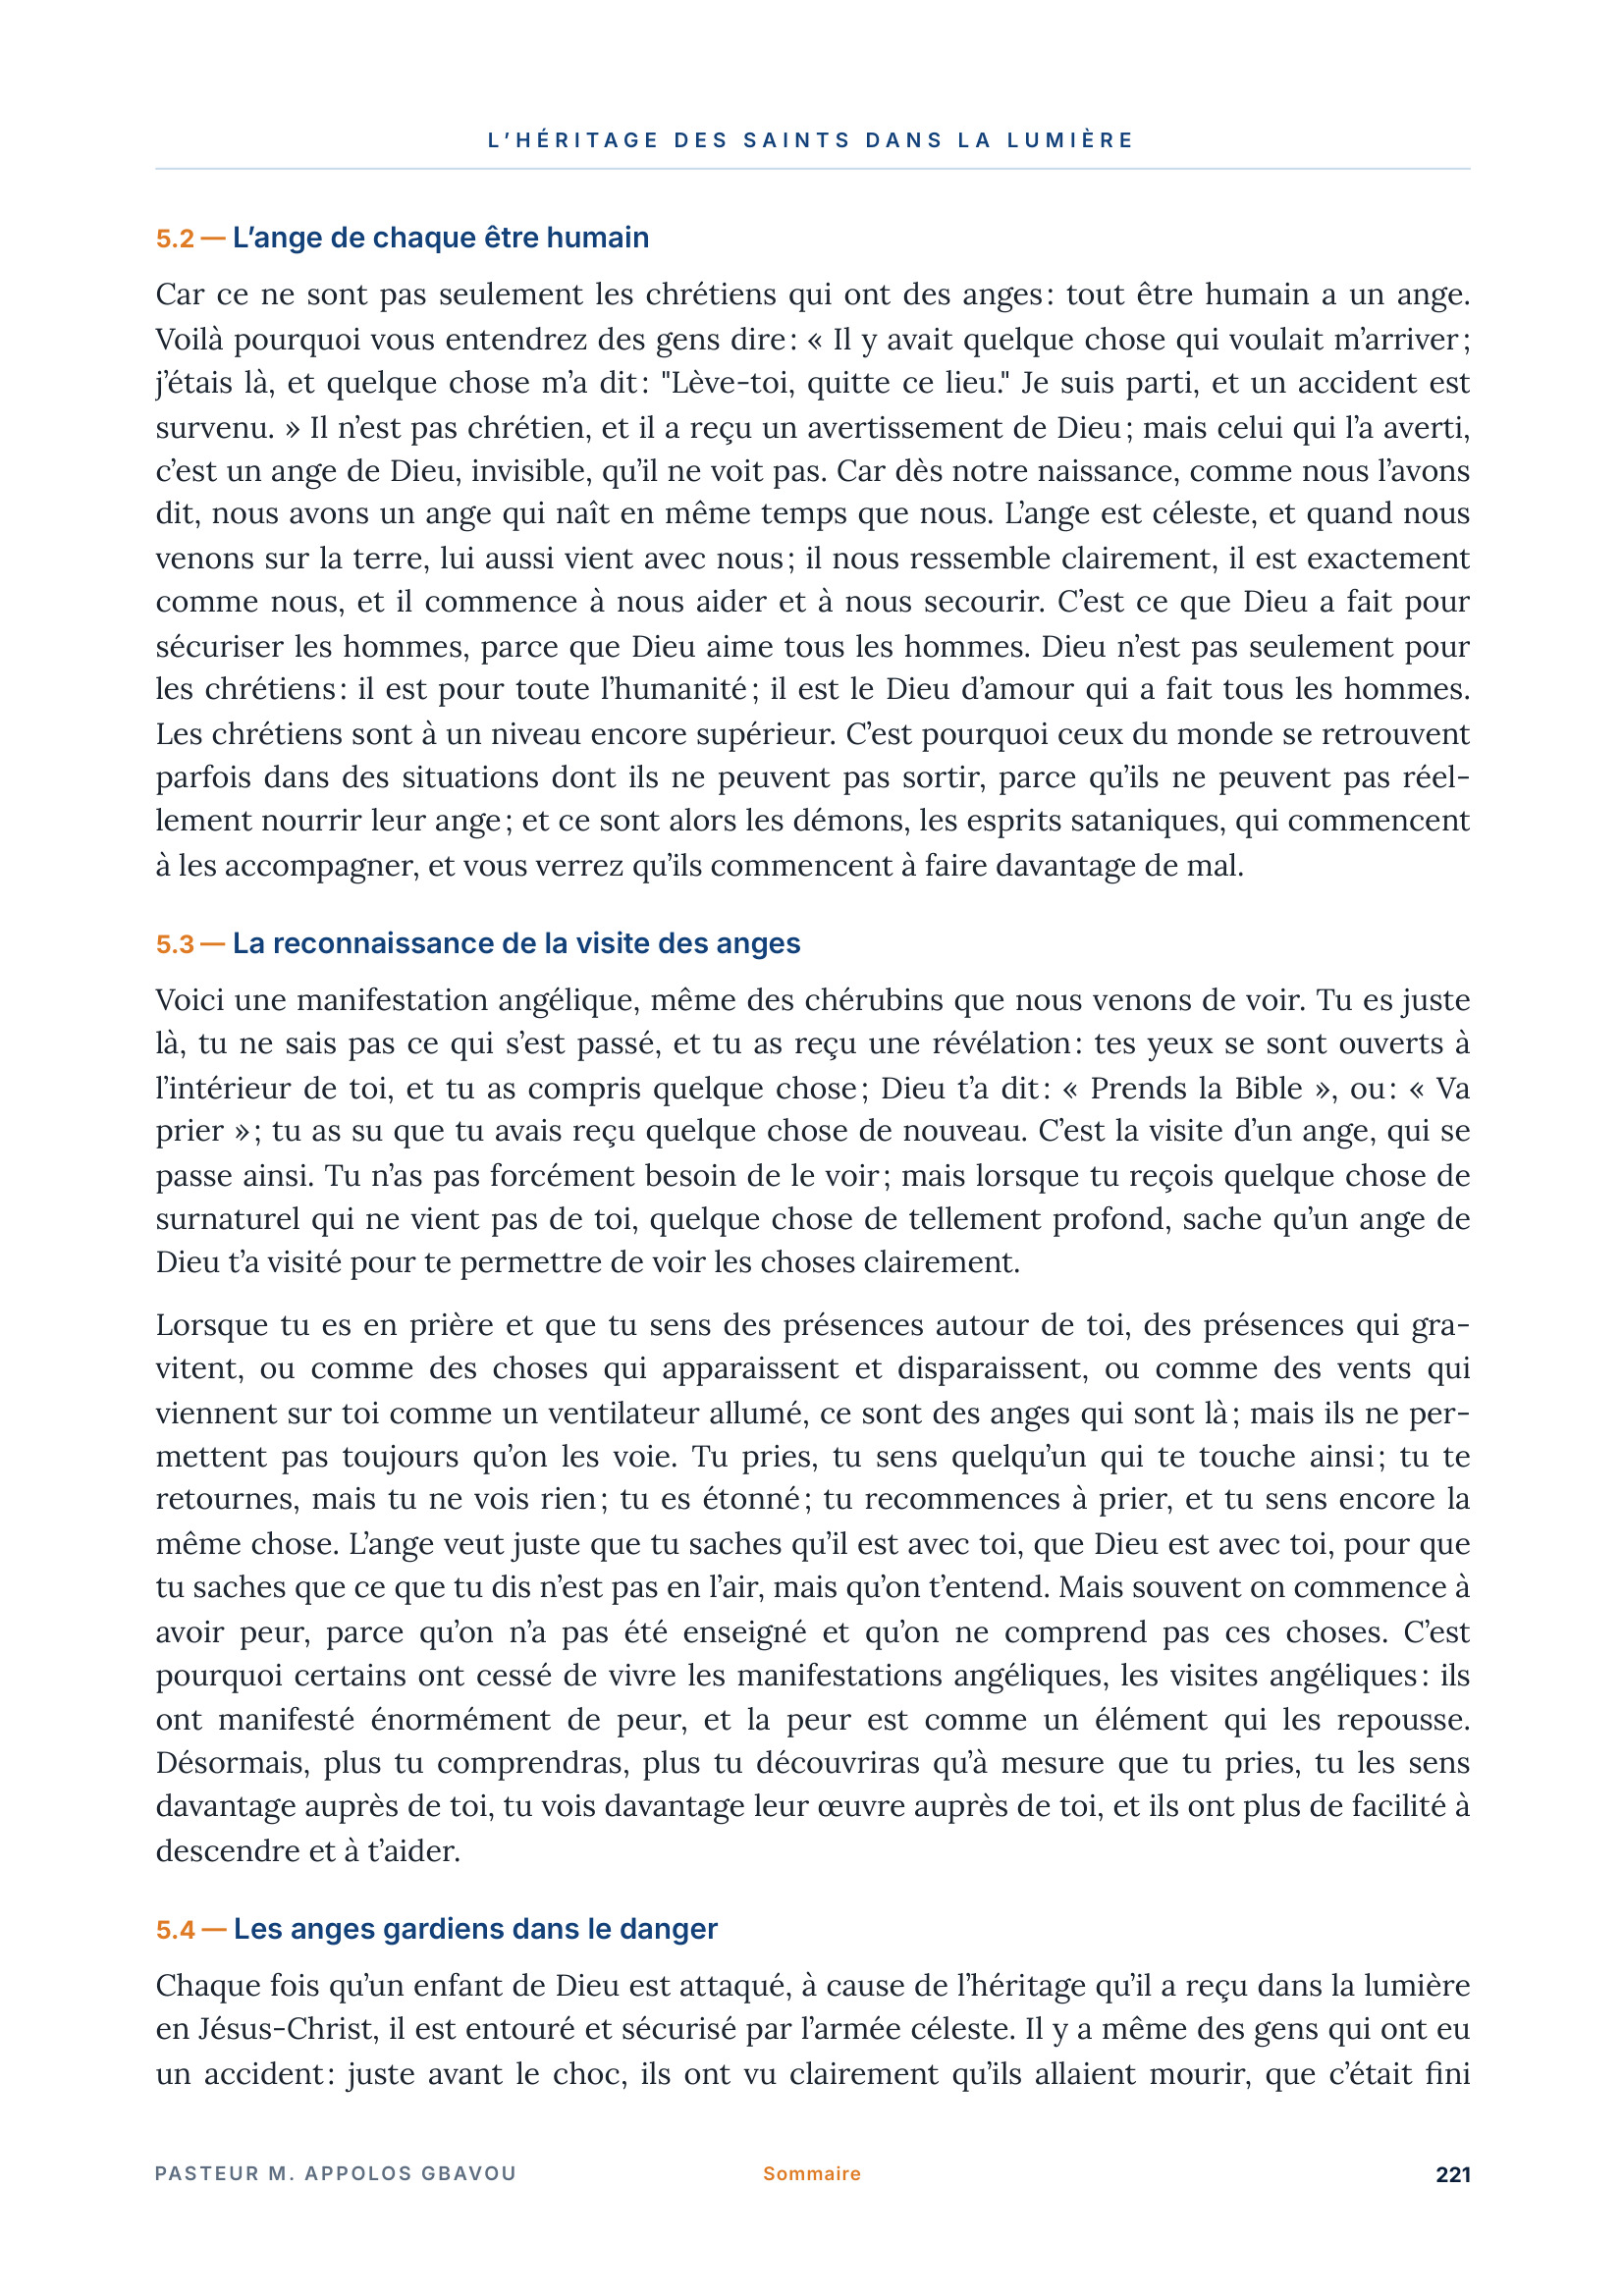 L’HÉRITAGE DES SAINTS DANS LA LUMIÈRE
5.2 — L’ange de chaque être humain
Car ce ne sont pas seulement les chrétiens qui ont des anges : tout être humain a un ange.
Voilà pourquoi vous entendrez des gens dire : « Il y avait quelque chose qui voulait m’arriver ;
j’étais là, et quelque chose m’a dit : "Lève-toi, quitte ce lieu." Je suis parti, et un accident est
survenu. » Il n’est pas chrétien, et il a reçu un avertissement de Dieu ; mais celui qui l’a averti,
c’est un ange de Dieu, invisible, qu’il ne voit pas. Car dès notre naissance, comme nous l’avons
dit, nous avons un ange qui naît en même temps que nous. L’ange est céleste, et quand nous
venons sur la terre, lui aussi vient avec nous ; il nous ressemble clairement, il est exactement
comme nous, et il commence à nous aider et à nous secourir. C’est ce que Dieu a fait pour
sécuriser les hommes, parce que Dieu aime tous les hommes. Dieu n’est pas seulement pour
les chrétiens : il est pour toute l’humanité ; il est le Dieu d’amour qui a fait tous les hommes.
Les chrétiens sont à un niveau encore supérieur. C’est pourquoi ceux du monde se retrouvent
parfois dans des situations dont ils ne peuvent pas sortir, parce qu’ils ne peuvent pas réel-
lement nourrir leur ange ; et ce sont alors les démons, les esprits sataniques, qui commencent
à les accompagner, et vous verrez qu’ils commencent à faire davantage de mal.
5.3 — La reconnaissance de la visite des anges
Voici une manifestation angélique, même des chérubins que nous venons de voir. Tu es juste
là, tu ne sais pas ce qui s’est passé, et tu as reçu une révélation : tes yeux se sont ouverts à
l’intérieur de toi, et tu as compris quelque chose ; Dieu t’a dit : « Prends la Bible », ou : « Va
prier » ; tu as su que tu avais reçu quelque chose de nouveau. C’est la visite d’un ange, qui se
passe ainsi. Tu n’as pas forcément besoin de le voir ; mais lorsque tu reçois quelque chose de
surnaturel qui ne vient pas de toi, quelque chose de tellement profond, sache qu’un ange de
Dieu t’a visité pour te permettre de voir les choses clairement.
Lorsque tu es en prière et que tu sens des présences autour de toi, des présences qui gra-
vitent, ou comme des choses qui apparaissent et disparaissent, ou comme des vents qui
viennent sur toi comme un ventilateur allumé, ce sont des anges qui sont là ; mais ils ne per-
mettent pas toujours qu’on les voie. Tu pries, tu sens quelqu’un qui te touche ainsi ; tu te
retournes, mais tu ne vois rien ; tu es étonné ; tu recommences à prier, et tu sens encore la
même chose. L’ange veut juste que tu saches qu’il est avec toi, que Dieu est avec toi, pour que
tu saches que ce que tu dis n’est pas en l’air, mais qu’on t’entend. Mais souvent on commence à
avoir peur, parce qu’on n’a pas été enseigné et qu’on ne comprend pas ces choses. C’est
pourquoi certains ont cessé de vivre les manifestations angéliques, les visites angéliques : ils
ont manifesté énormément de peur, et la peur est comme un élément qui les repousse.
Désormais, plus tu comprendras, plus tu découvriras qu’à mesure que tu pries, tu les sens
davantage auprès de toi, tu vois davantage leur œuvre auprès de toi, et ils ont plus de facilité à
descendre et à t’aider.
5.4 — Les anges gardiens dans le danger
Chaque fois qu’un enfant de Dieu est attaqué, à cause de l’héritage qu’il a reçu dans la lumière
en Jésus-Christ, il est entouré et sécurisé par l’armée céleste. Il y a même des gens qui ont eu
un accident : juste avant le choc, ils ont vu clairement qu’ils allaient mourir, que c’était fini
PASTEUR M. APPOLOS GBAVOU
Sommaire
221